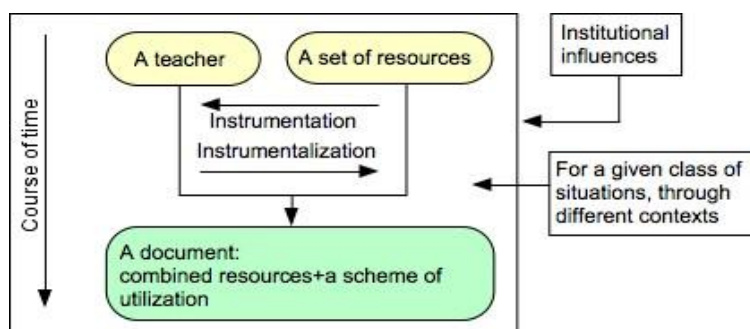 Course of time
A teacher
A set of resources
Institutional
influences
Instrumentation
Instrumentalization
For a given class of
situations, through
different contexts
A document:
combined resources+a scheme of
utilization